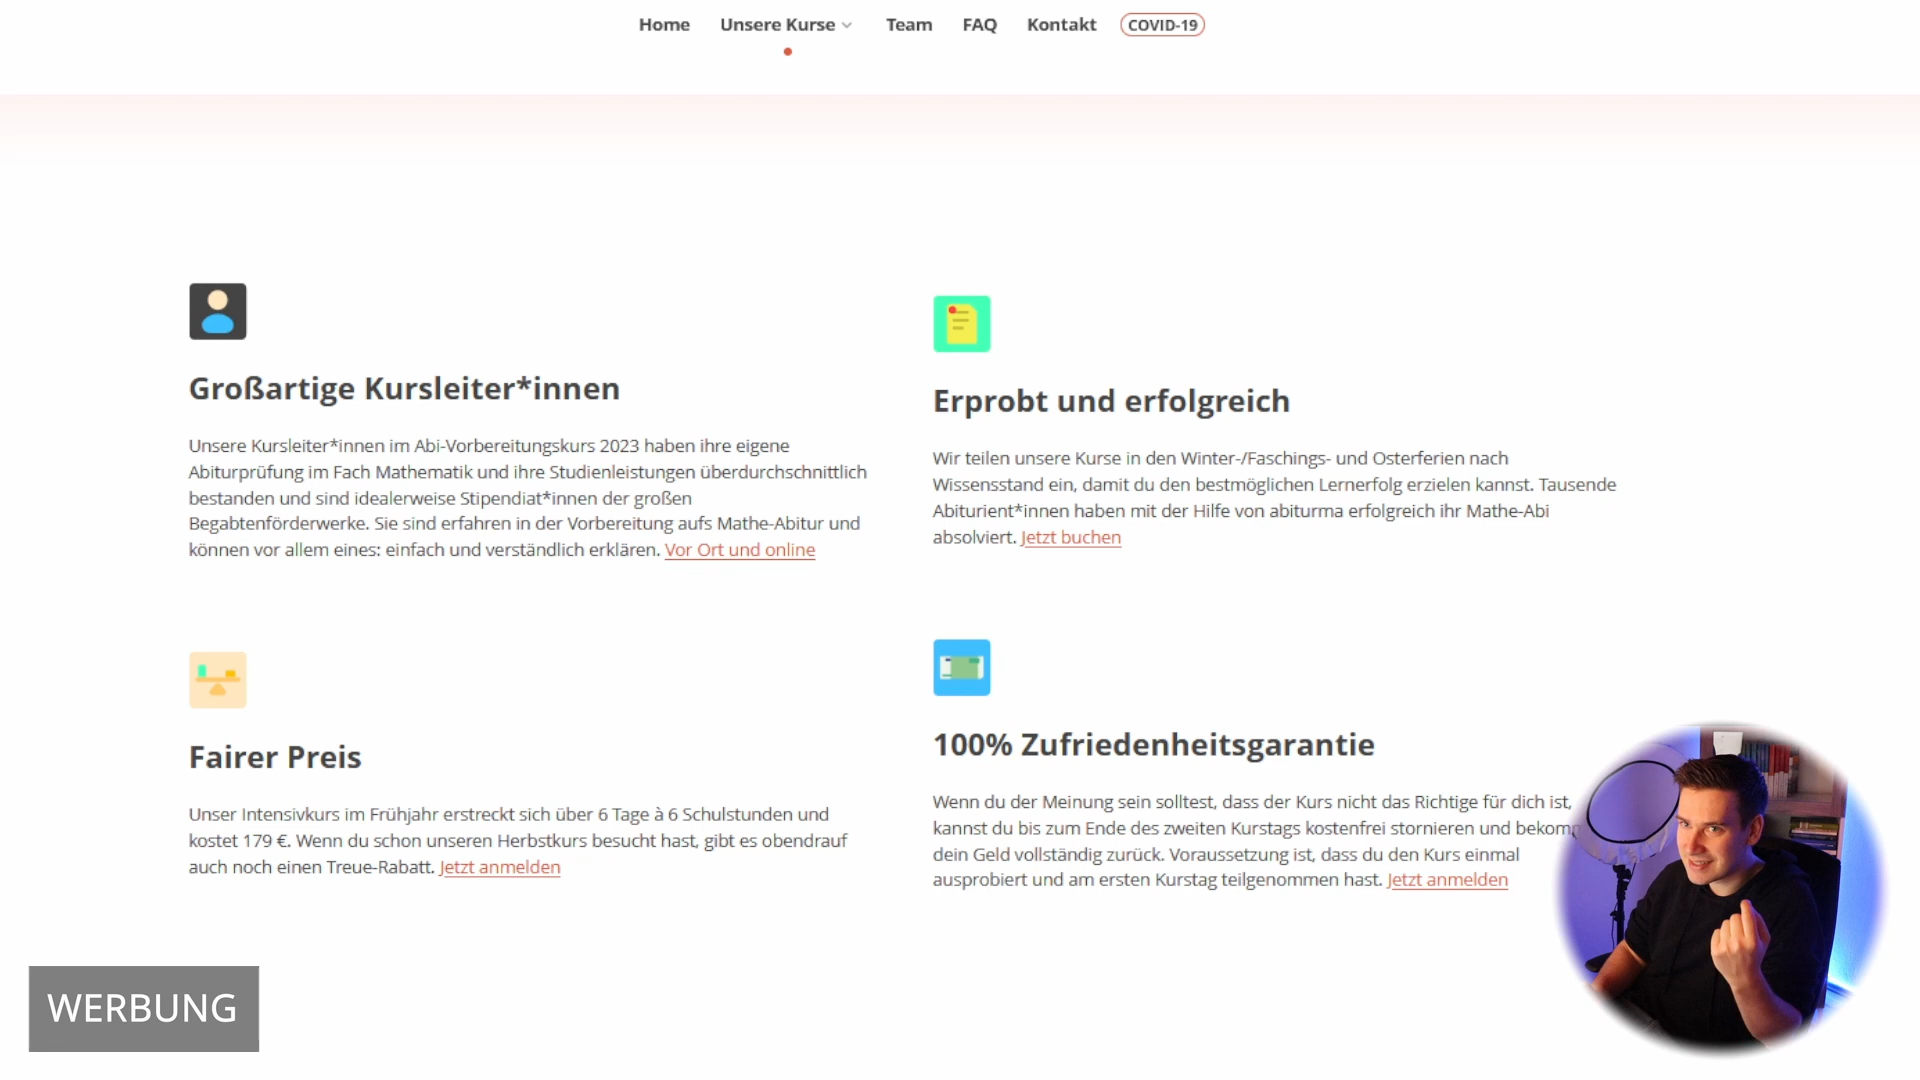 Home Unsere Kurse Team FAQ Kontakt COVID-19
Großartige Kursleiter*innen
Unsere Kursleiter*innen im Abi-Vorbereitungskurs 2023 haben ihre eigene
Abiturprüfung im Fach Mathematik und ihre Studienleistungen überdurchschnittlich
bestanden und sind idealerweise Stipendiat*innen der großen
Begabtenförderwerke. Sie sind erfahren in der Vorbereitung aufs Mathe-Abitur und
können vor allem eines: einfach und verständlich erklären. Vor Ort und online
Erprobt und erfolgreich
Wir teilen unsere Kurse in den Winter-/Faschings- und Osterferien nach
Wissensstand ein, damit du den bestmöglichen Lernerfolg erzielen kannst. Tausende
Abiturient*innen haben mit der Hilfe von abiturma erfolgreich ihr Mathe-Abi
absolviert. Jetzt buchen
Fairer Preis
Unser Intensivkurs im Frühjahr erstreckt sich über 6 Tage à 6 Schulstunden und
kostet 179 €. Wenn du schon unseren Herbstkurs besucht hast, gibt es obendrauf
auch noch einen Treue-Rabatt. Jetzt anmelden
100% Zufriedenheitsgarantie
Wenn du der Meinung sein solltest, dass der Kurs nicht das Richtige für dich ist,
kannst du bis zum Ende des zweiten Kurstags kostenfrei stornieren und
dein Geld vollständig zurück. Voraussetzung ist, dass du den Kurs einmal
ausprobiert und am ersten Kurstag teilgenommen hast. Jetzt anmelden
WERBUNG